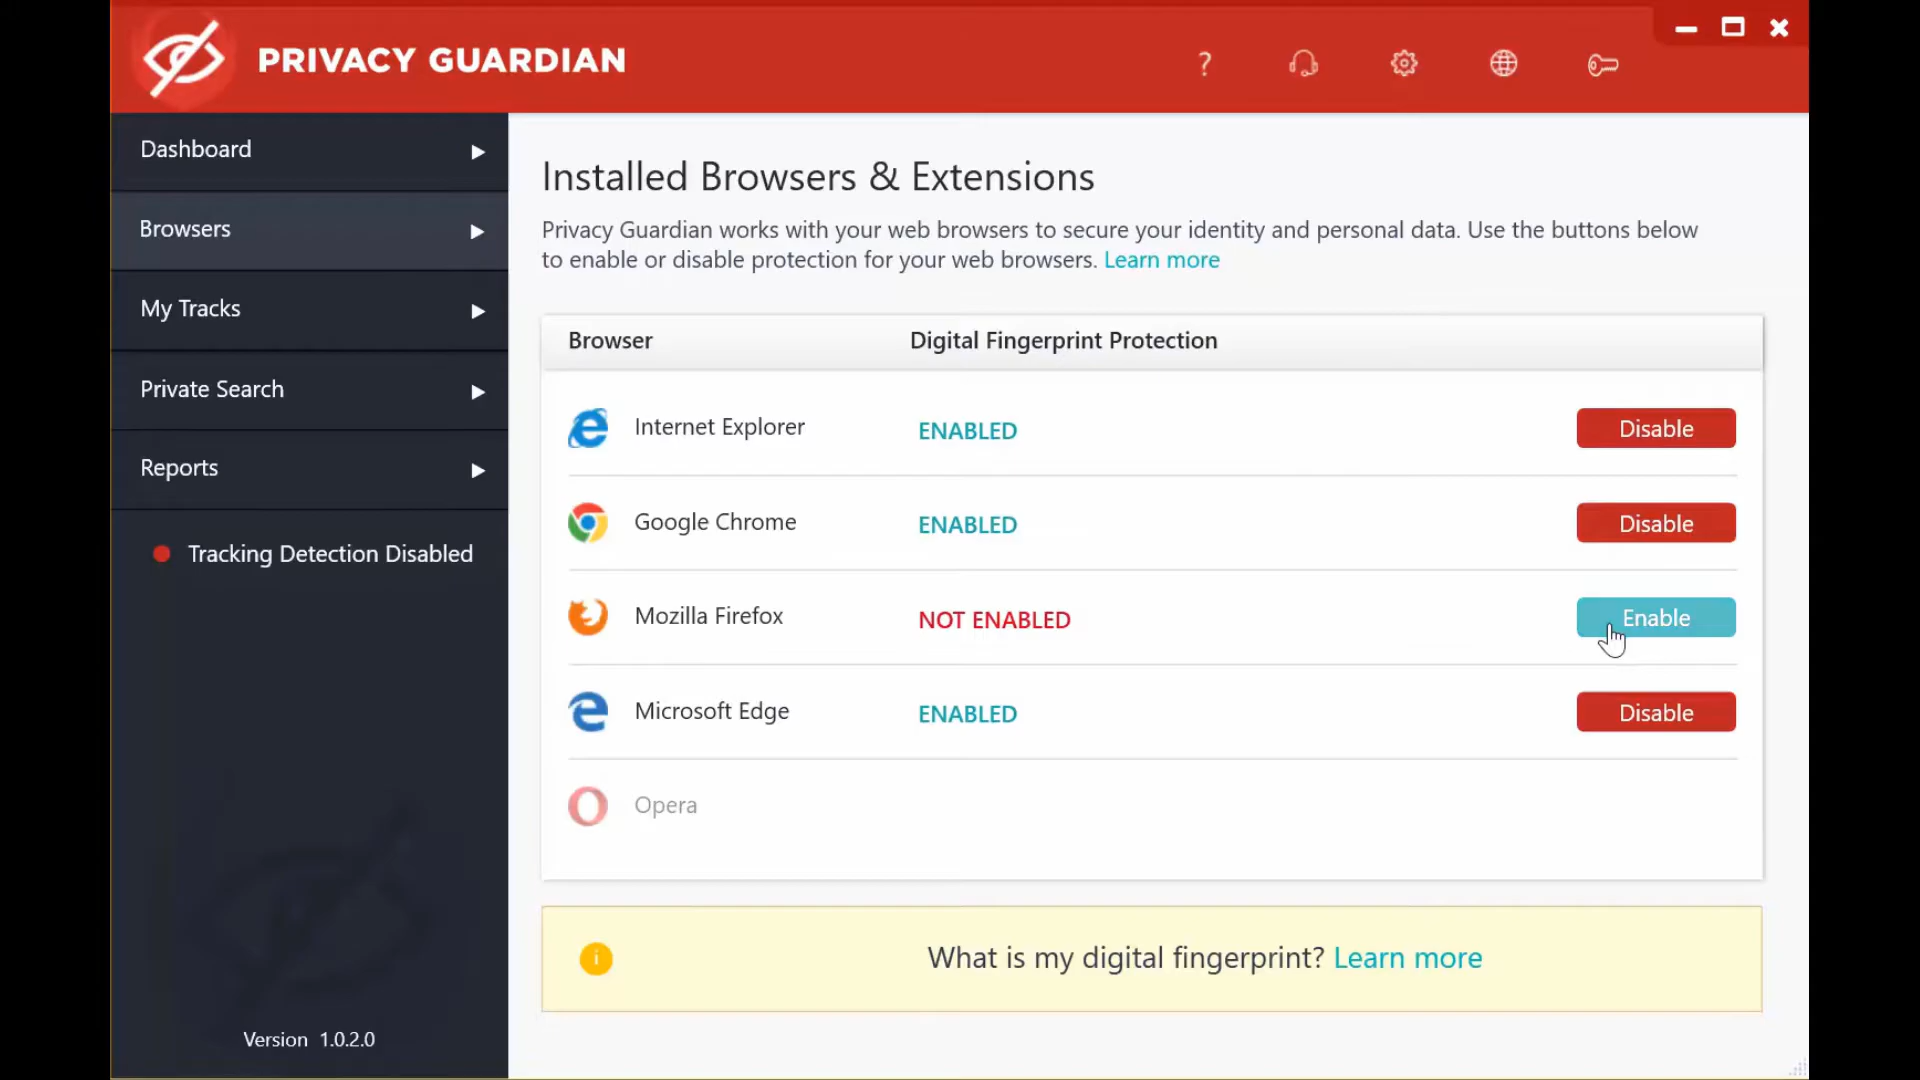 PRIVACY GUARDIAN
?
Dashboard
Browsers
My Tracks
Private Search
Reports
Tracking Detection Disabled
Version 1.0.2.0
Installed Browsers & Extensions
Privacy Guardian works with your web browsers to secure your identity and personal data. Use the buttons below
to enable or disable protection for your web browsers. Learn more
Browser Digital Fingerprint Protection
Internet Explorer ENABLED Disable
Google Chrome ENABLED Disable
Mozilla Firefox NOT ENABLED Enable
Microsoft Edge ENABLED Disable
Opera
What is my digital fingerprint? Learn more